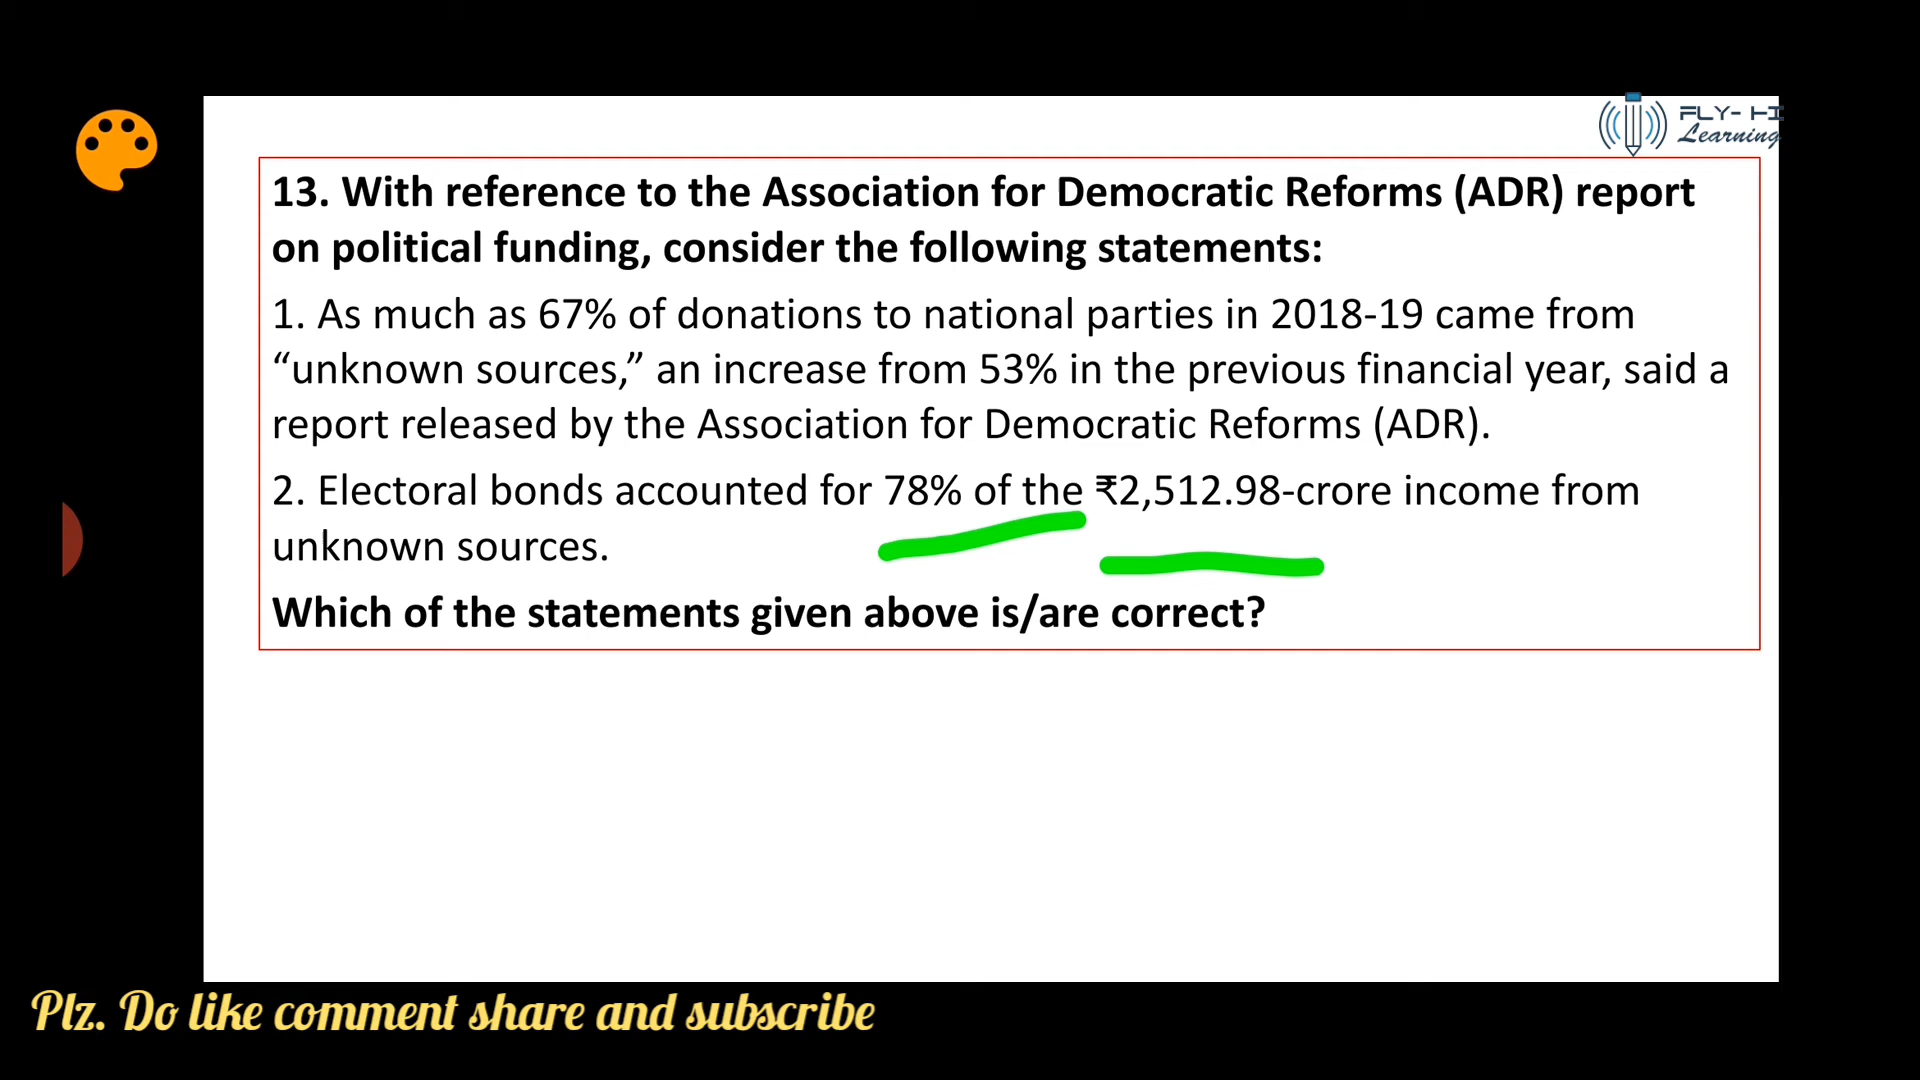 FLY-HI
Learning
13. With reference to the Association for Democratic Reforms (ADR) report
on political funding, consider the following statements:
1. As much as 67% of donations to national parties in 2018-19 came from
“unknown sources,” an increase from 53% in the previous financial year, said a
report released by the Association for Democratic Reforms (ADR).
2. Electoral bonds accounted for 78% of the ₹2,512.98-crore income from
unknown sources.
Which of the statements given above is/are correct?
Plz. Do like comment share and subscribe